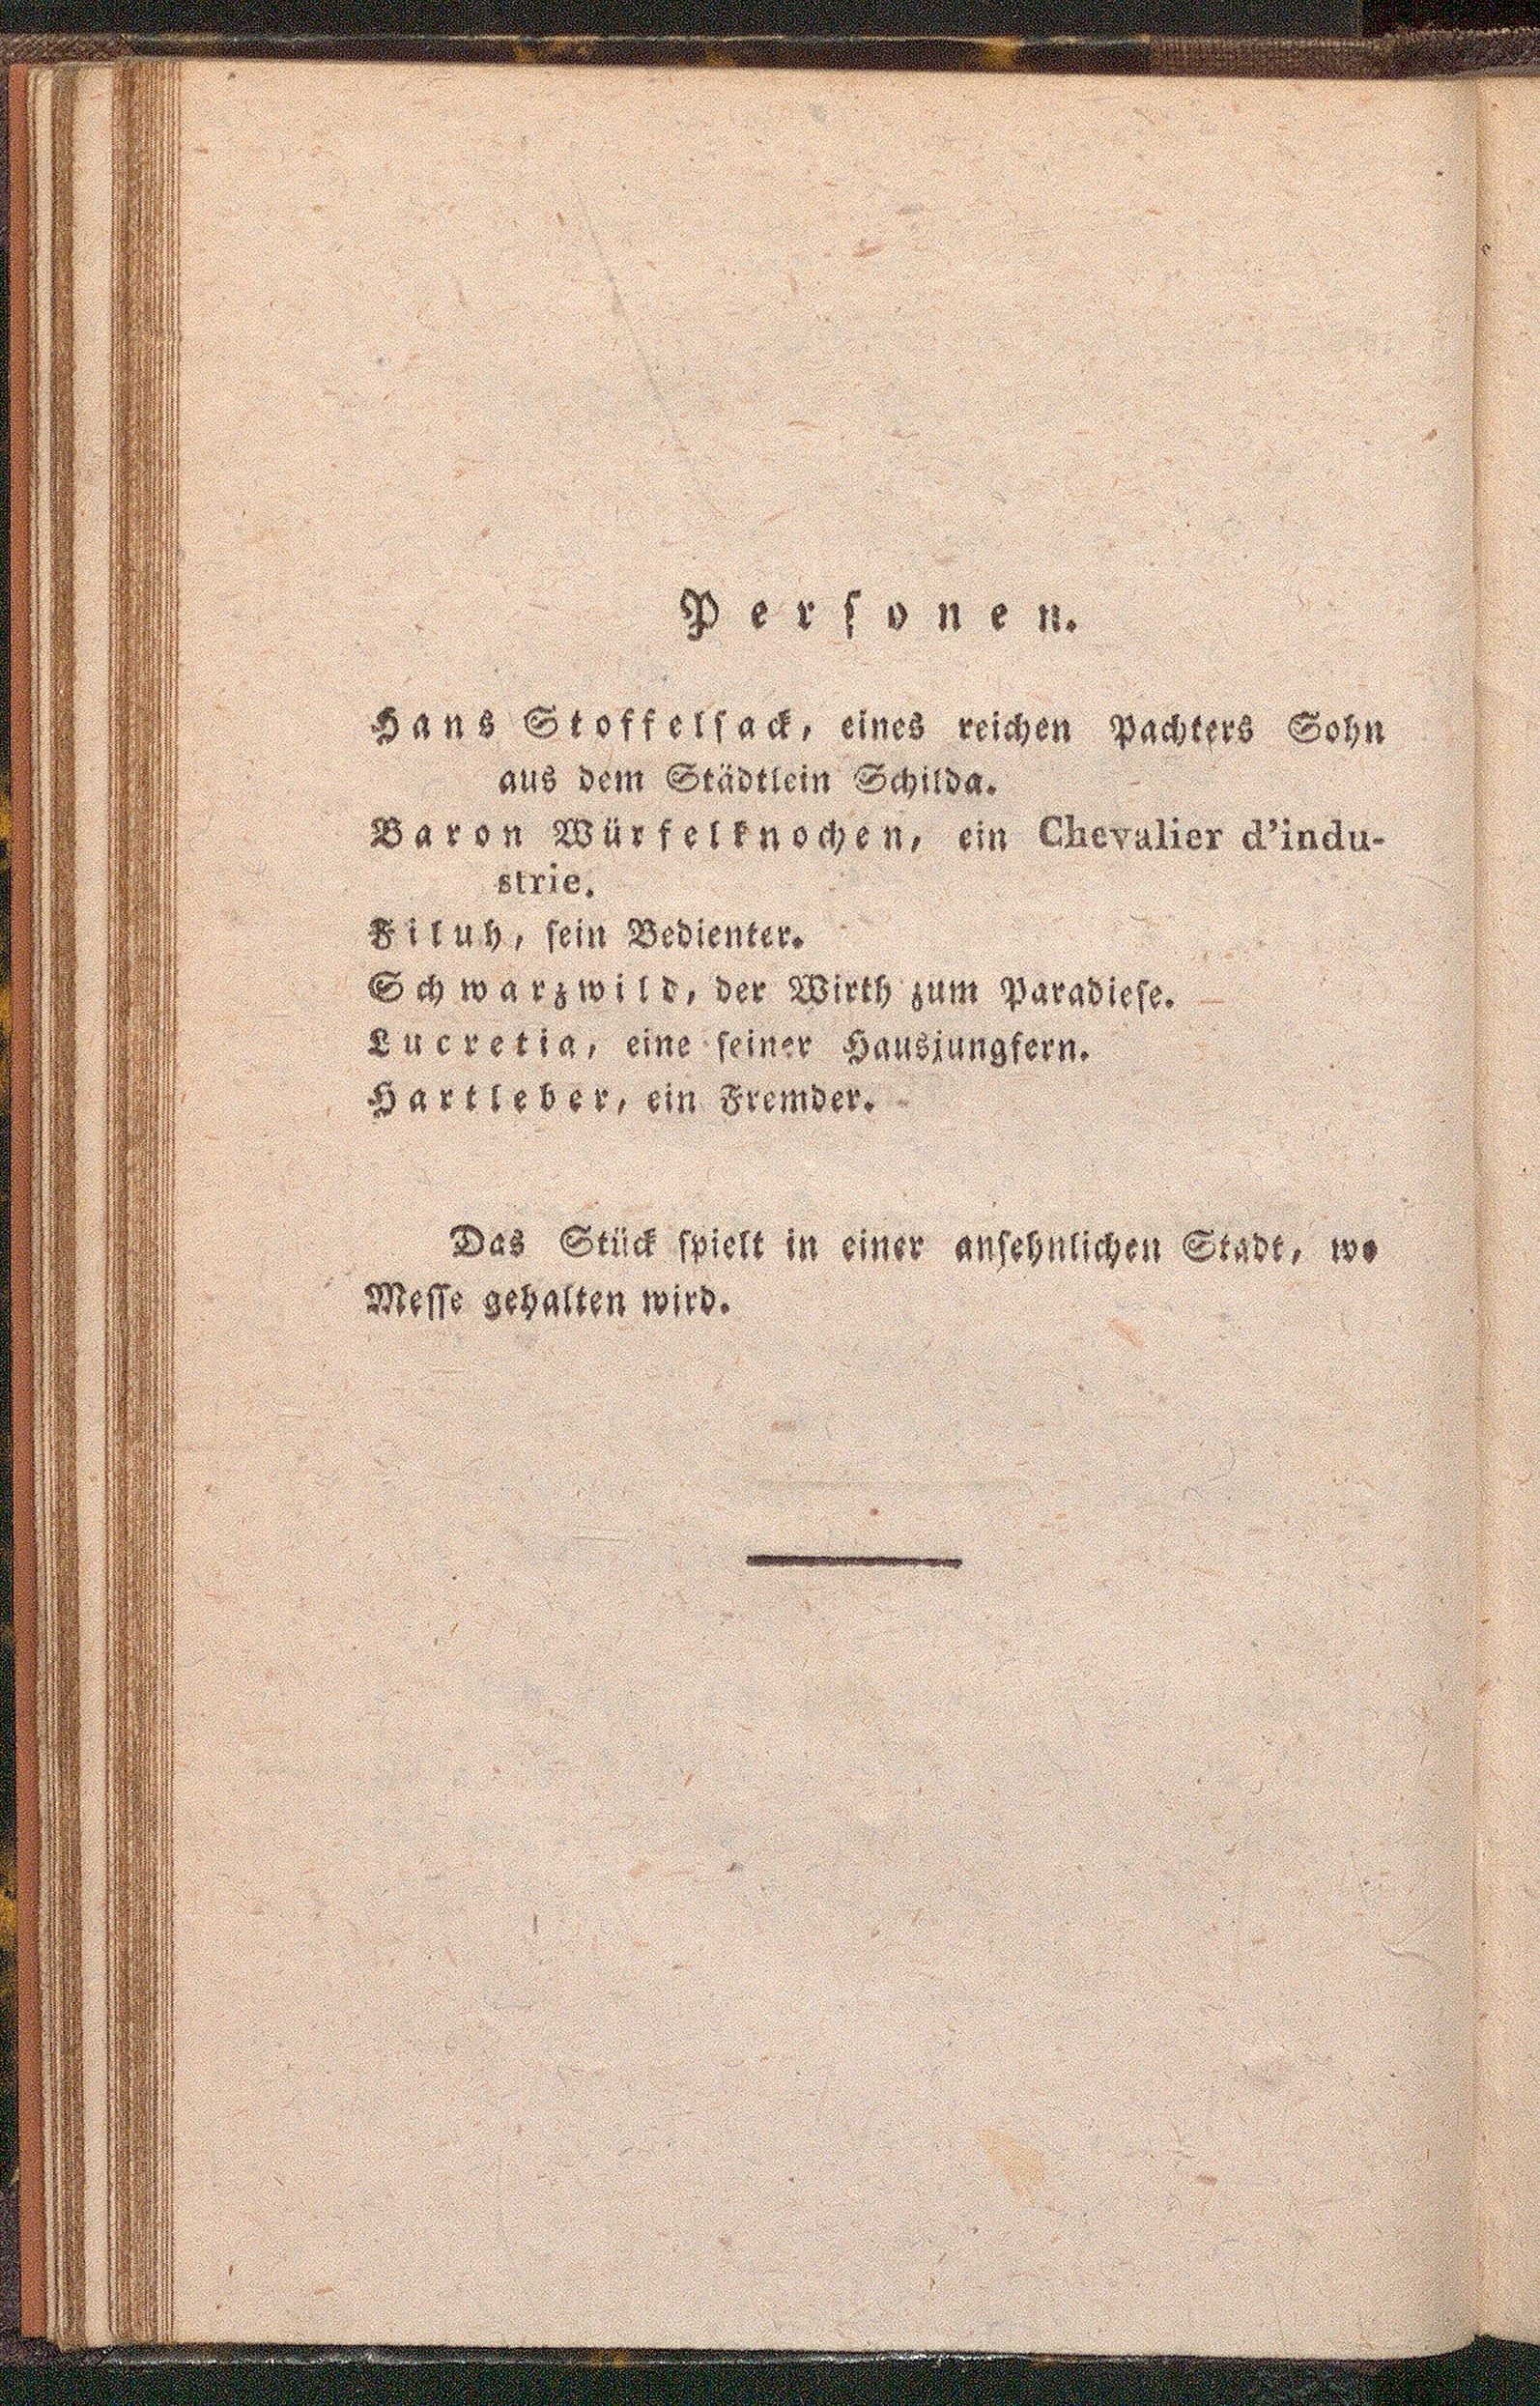 Personen.
Hans Stoffelsack, eines reichen Pachters Sohn
aus dem Städtlein Schilda.
Baron Würfelknochen, ein Chevalier d'indu-
strie.
Filuh, sein Bedienter.
Schwarzwild, der Wirth zum Paradiese.
Lucretia, eine seiner Hausjungfern.
Hartleber, ein Fremder.
Das Stück spielt in einer ansehnlichen Stadt, wo
Messe gehalten wird.